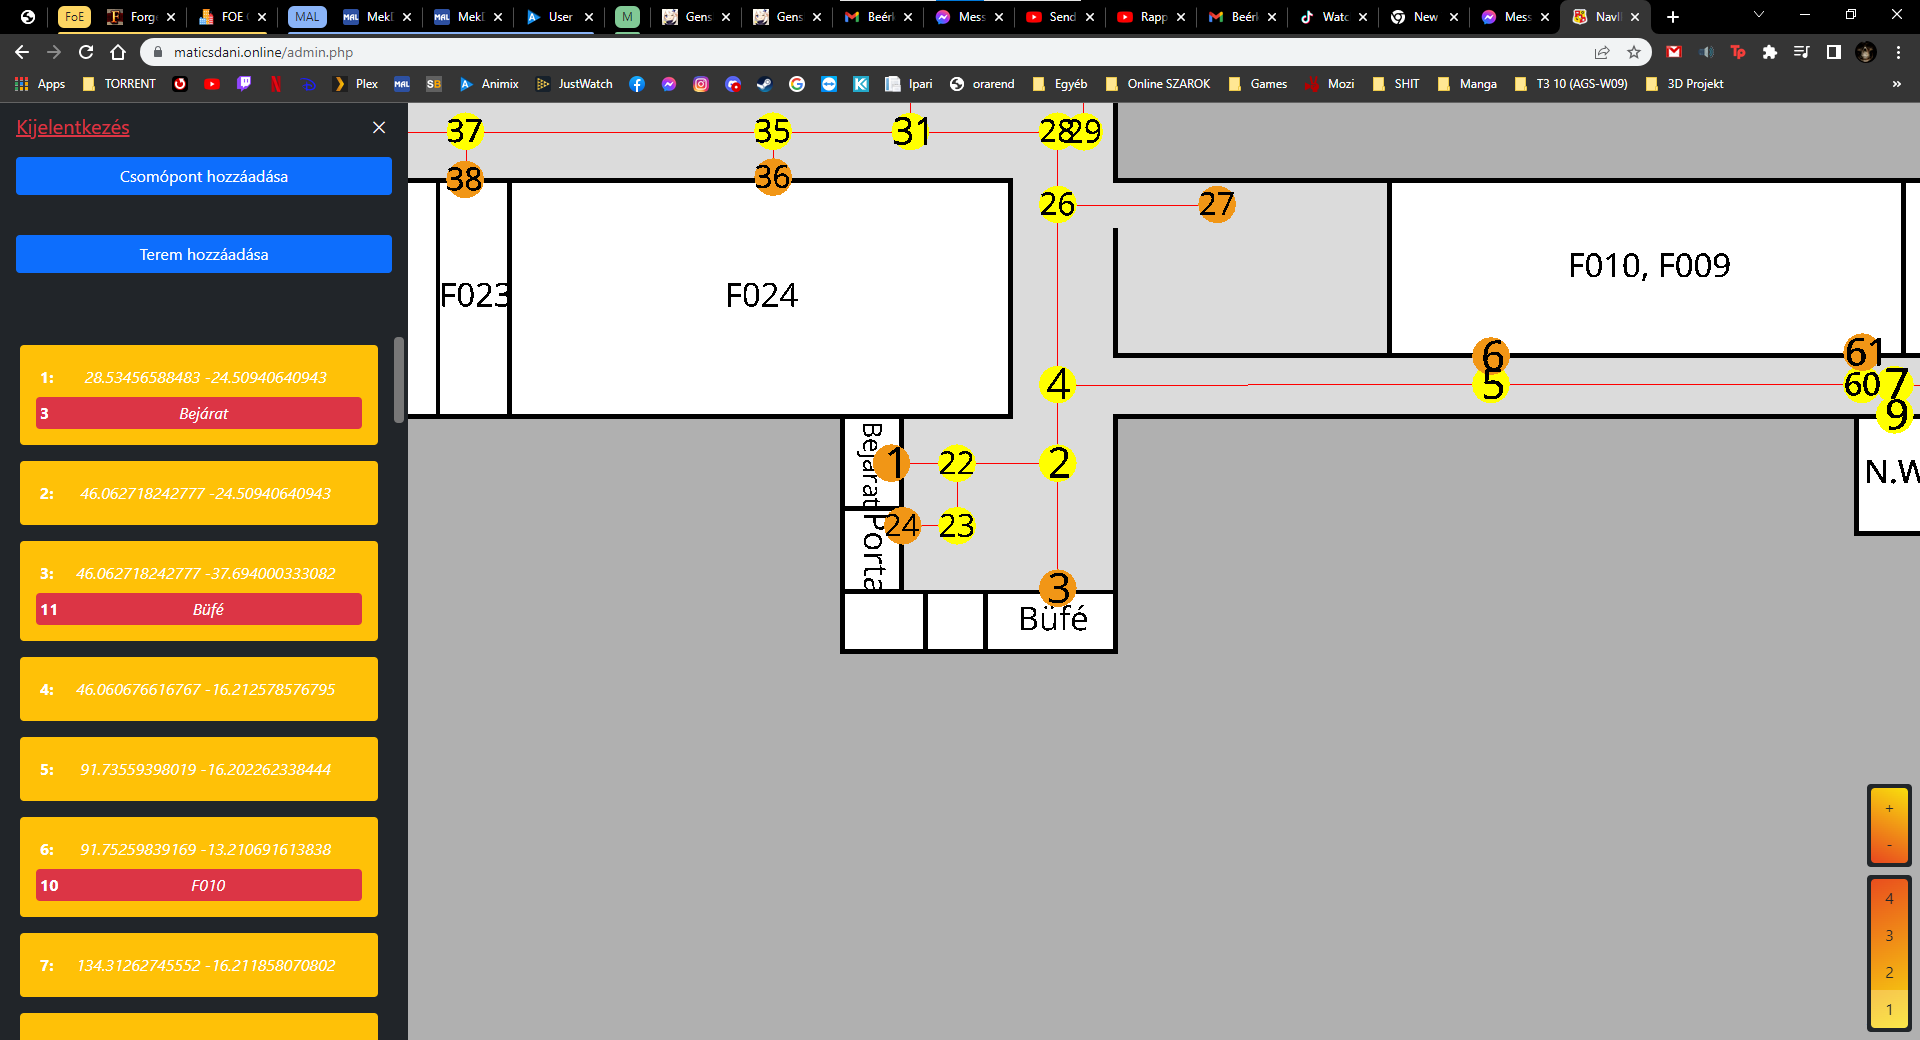 FoE
Forg
FOE
MAL
MekI
MekD
User
M
Gens
Gens
Beérk
Mess
Send
Rapp
Beérk
Watc
New
Mess
NavI
maticsdani.online/admin.php
Apps
TORRENT
Plex
MAL
SB
Animix
JustWatch
Ipari
orarend
Egyéb
Online SZAROK
Games
Mozi
SHIT
Manga
T3 10 (AGS-W09)
3D Projekt
»
Kijelentkezés
Csomópont hozzáadása
Terem hozzáadása
1: 28.53456588483 -24.50940640943
3 Bejárat
2: 46.062718242777 -24.50940640943
3: 46.062718242777 -37.694000333082
11 Büfé
4: 46.060676616767 -16.212578576795
5: 91.73559398019 -16.202262338444
6: 91.75259839169 -13.210691613838
10 F010
7: 134.31262745552 -16.211858070802
37
35
31
28
29
38
36
26
27
F023
F024
F010, F009
6
61
4
5
60
7
9
Bejárat
1
22
2
N.W
Porta
24
23
3
Büfé
+
-
4
3
2
1